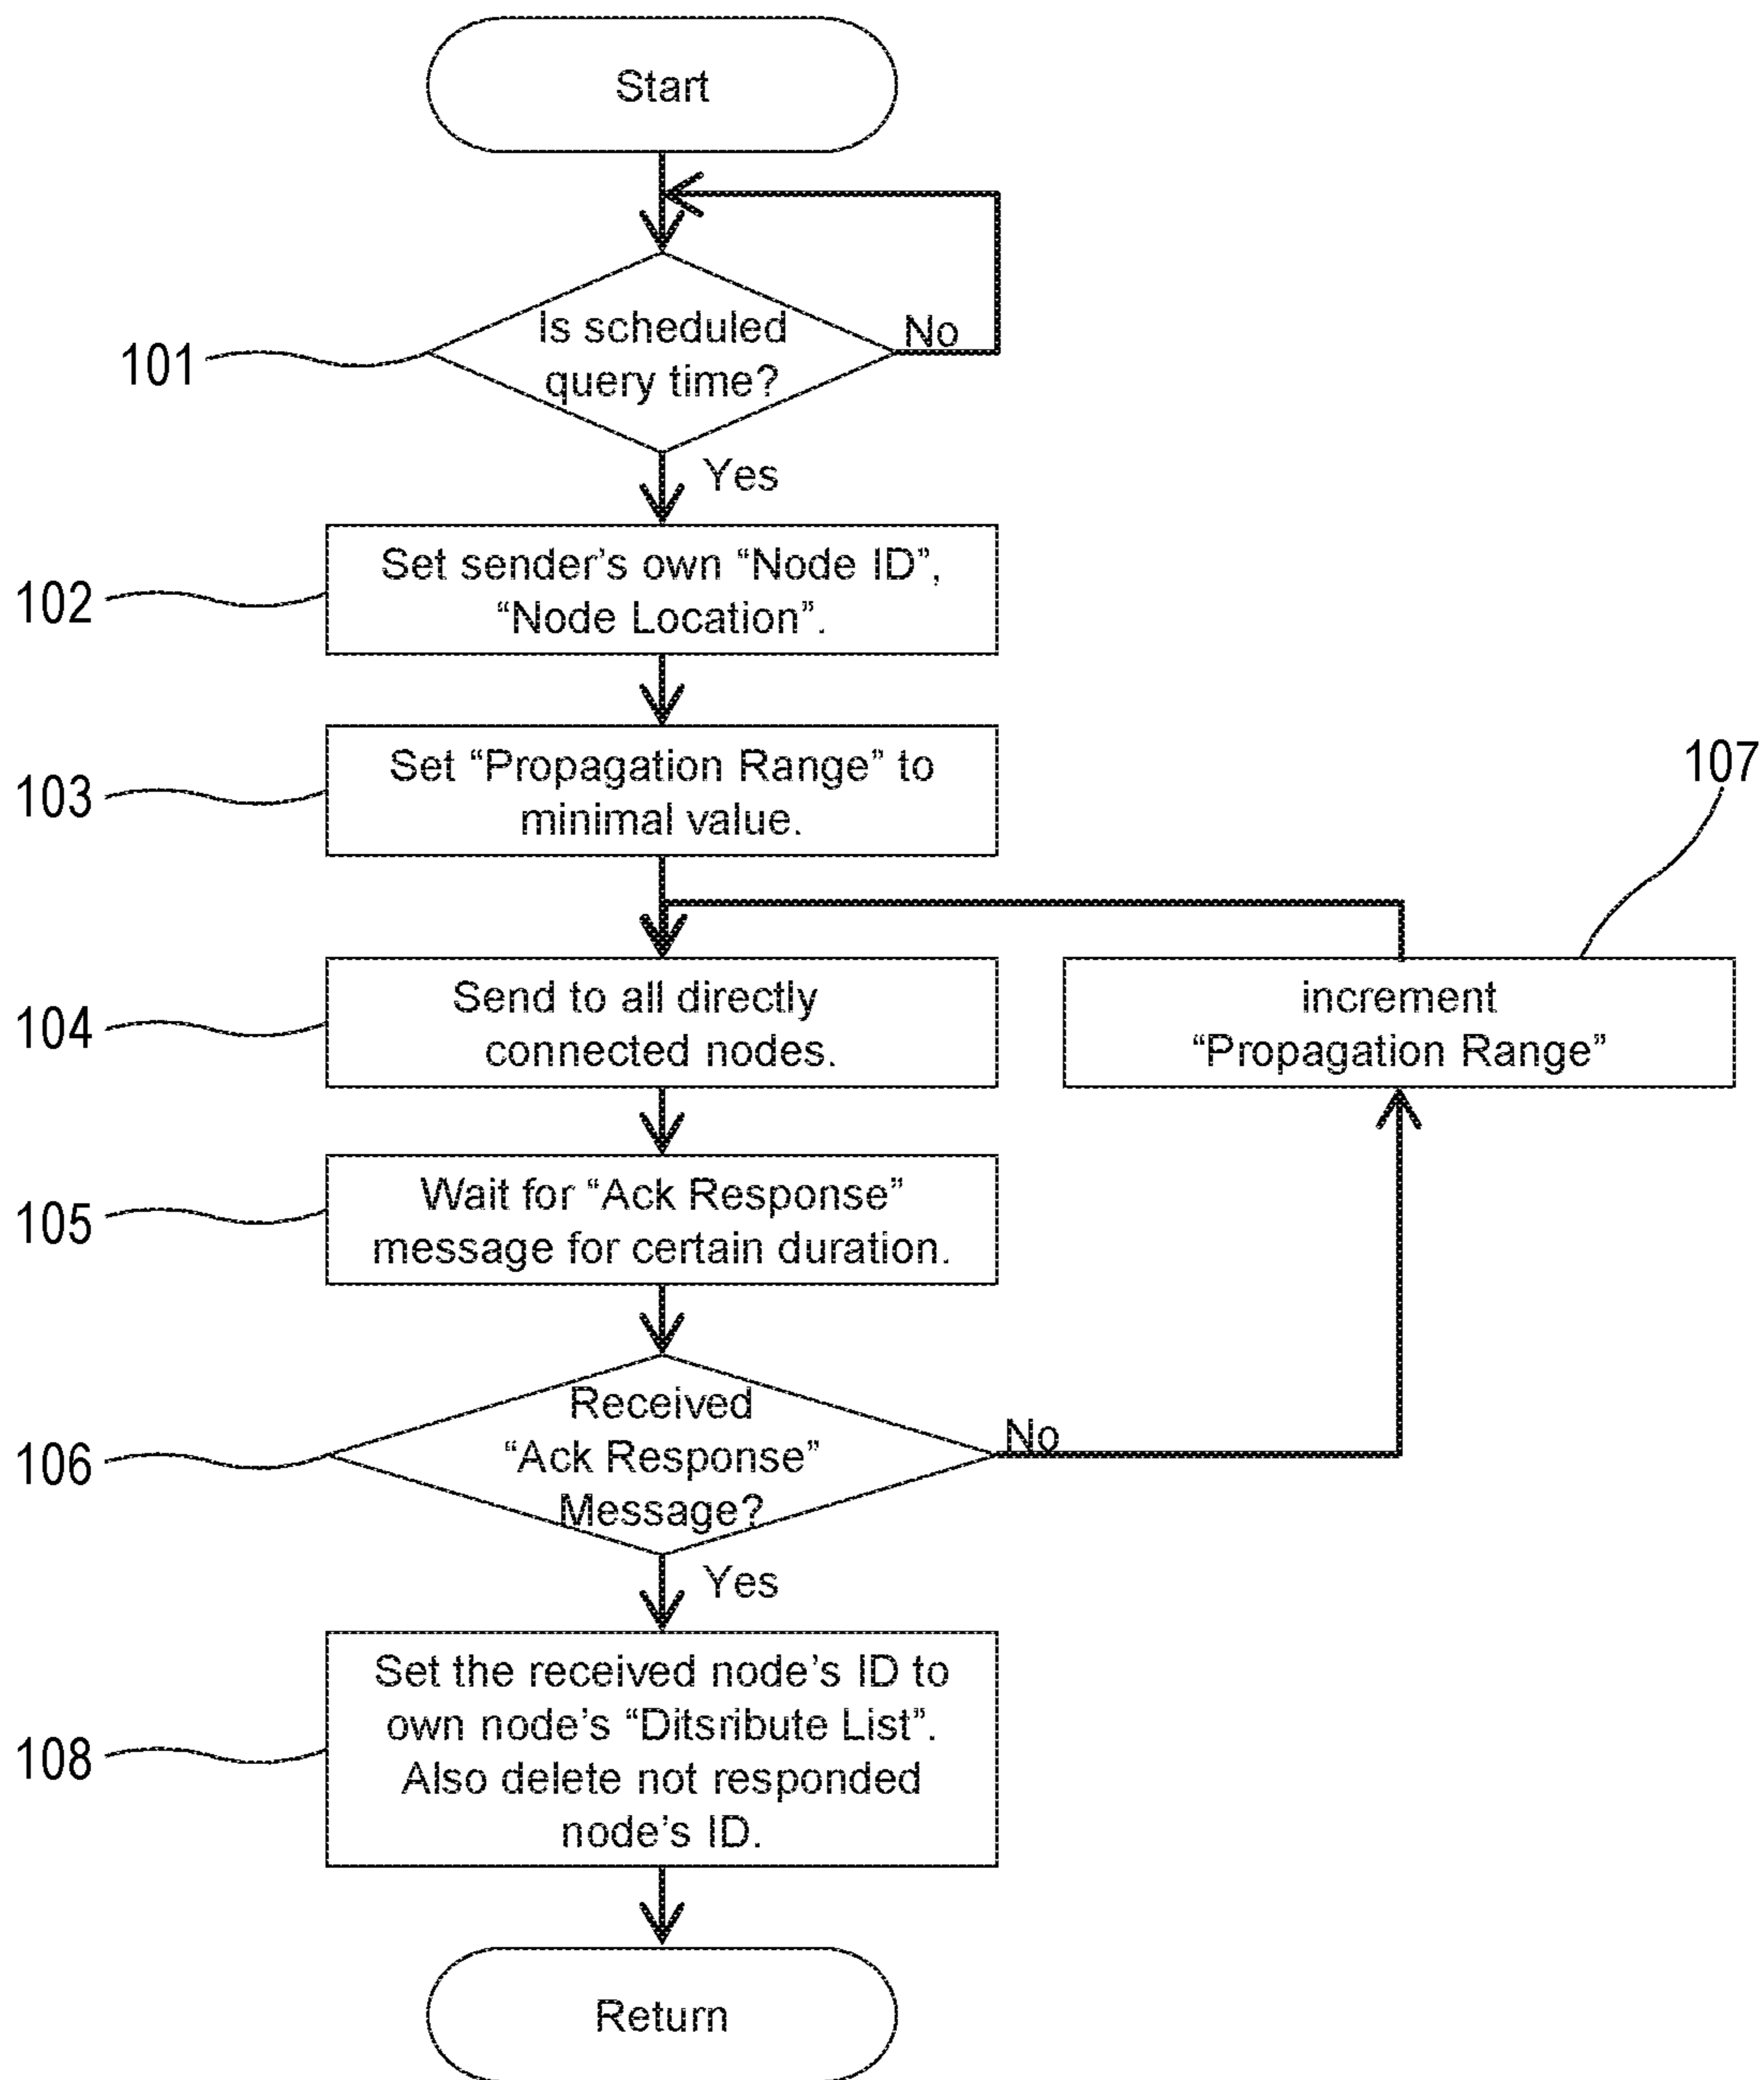 Start
101
Is scheduled
query time?
No
Yes
102
Set sender's own “Node ID”,
“Node Location”.
103
Set “Propagation Range” to
minimal value.
107
104
Send to all directly
connected nodes.
increment
“Propagation Range”
105
Wait for “Ack Response”
message for certain duration.
106
Received
“Ack Response”
Message?
No
Yes
108
Set the received node's ID to
own node's “Ditsribute List”.
Also delete not responded
node's ID.
Return